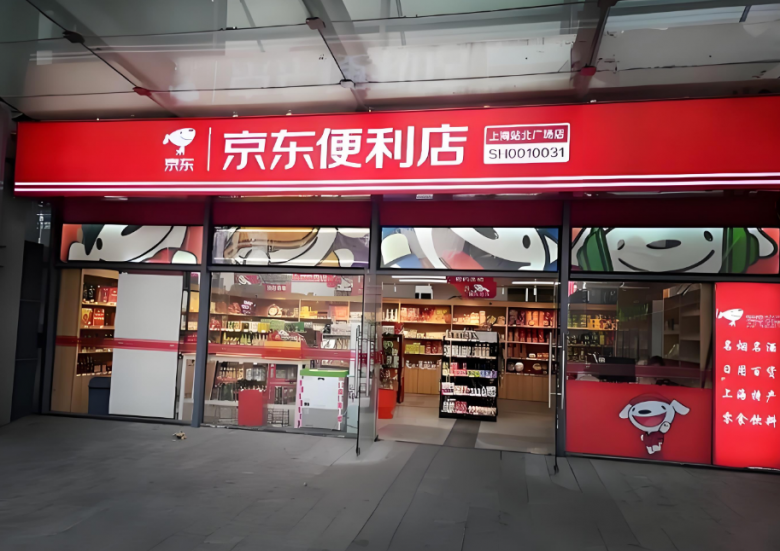 京东
京东便利店
上海站北广场店
SH0010031
名烟名酒
日用百货
上海特产
零食饮料